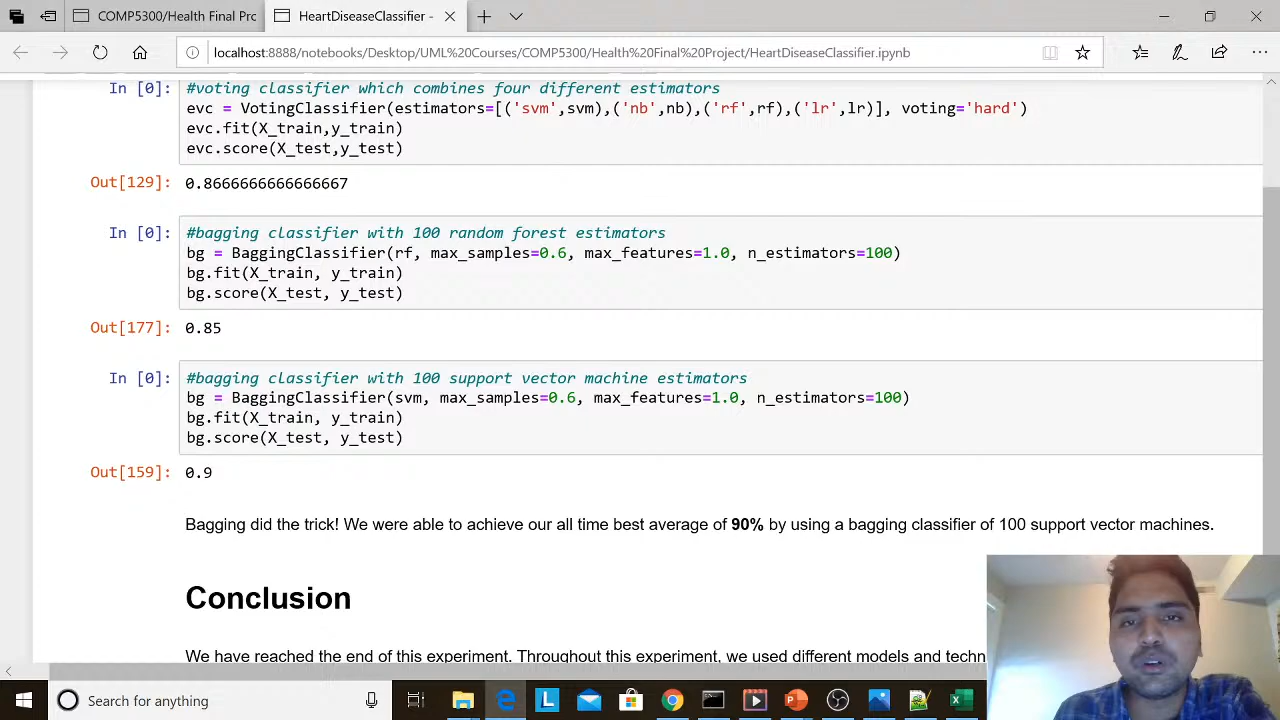 COMP5300/Health Final Pro
HeartDiseaseClassifier -
localhost:8888/notebooks/Desktop/UML%20Courses/COMP5300/Health%20Final%20Project/HeartDiseaseClassifier.ipynb
In [0]: #voting classifier which combines four different estimators
evc = VotingClassifier(estimators=[('svm',svm),('nb',nb),('rf',rf),('lr',lr)], voting='hard')
evc.fit(X_train,y_train)
evc.score(X_test,y_test)
Out[129]: 0.8666666666666667
In [0]: #bagging classifier with 100 random forest estimators
bg = BaggingClassifier(rf, max_samples=0.6, max_features=1.0, n_estimators=100)
bg.fit(X_train, y_train)
bg.score(X_test, y_test)
Out[177]: 0.85
In [0]: #bagging classifier with 100 support vector machine estimators
bg = BaggingClassifier(svm, max_samples=0.6, max_features=1.0, n_estimators=100)
bg.fit(X_train, y_train)
bg.score(X_test, y_test)
Out[159]: 0.9
Bagging did the trick! We were able to achieve our all time best average of 90% by using a bagging classifier of 100 support vector machines.
Conclusion
We have reached the end of this experiment. Throughout this experiment, we used different models and techn
Search for anything